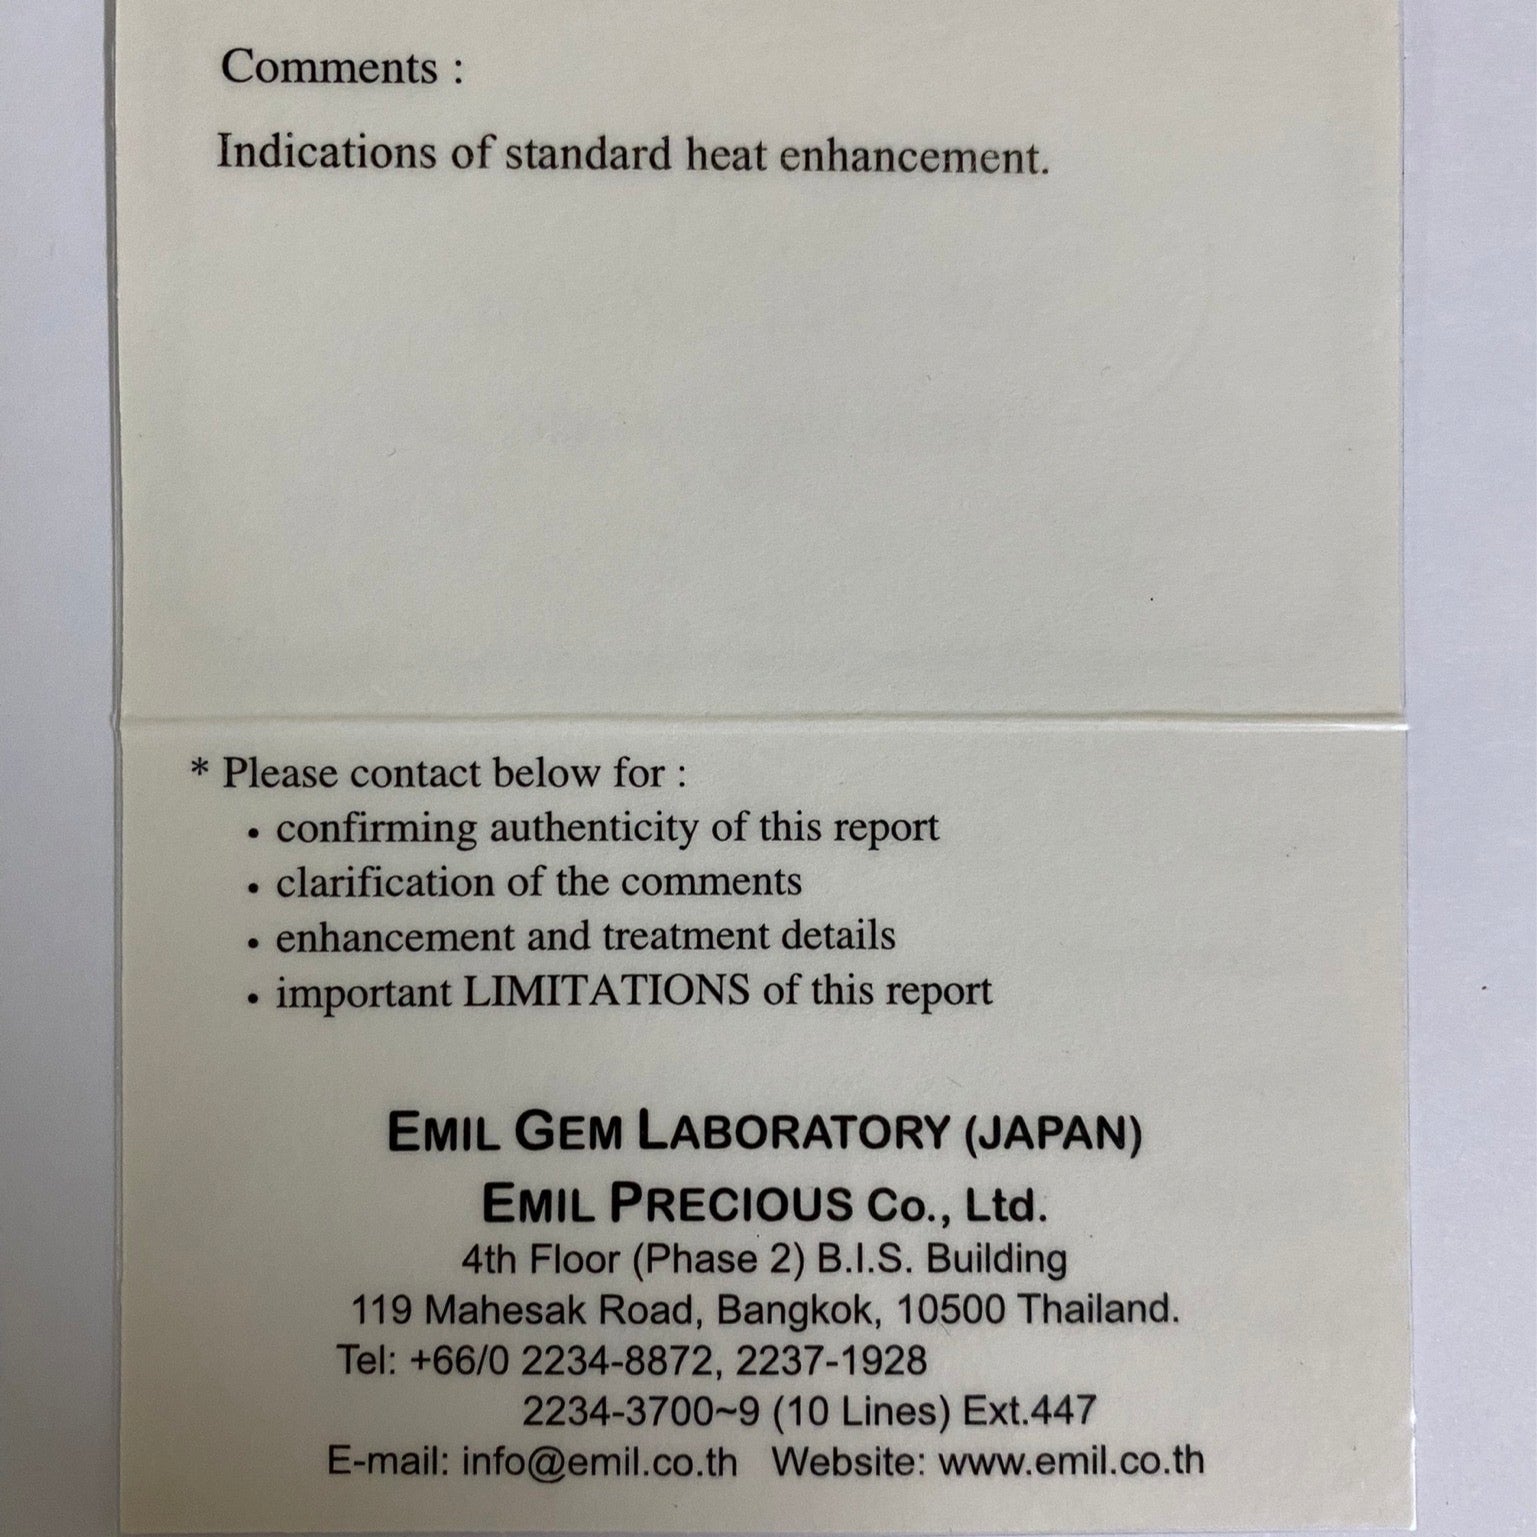 Comments :
Indications of standard heat enhancement.
* Please contact below for :
• confirming authenticity of this report
• clarification of the comments
• enhancement and treatment details
• important LIMITATIONS of this report
EMIL GEM LABORATORY (JAPAN)
EMIL PRECIOUS Co., Ltd.
4th Floor (Phase 2) B.I.S. Building
119 Mahesak Road, Bangkok, 10500 Thailand.
Tel: +66/0 2234-8872, 2237-1928
2234-3700~9 (10 Lines) Ext.447
E-mail: info@emil.co.th Website: www.emil.co.th